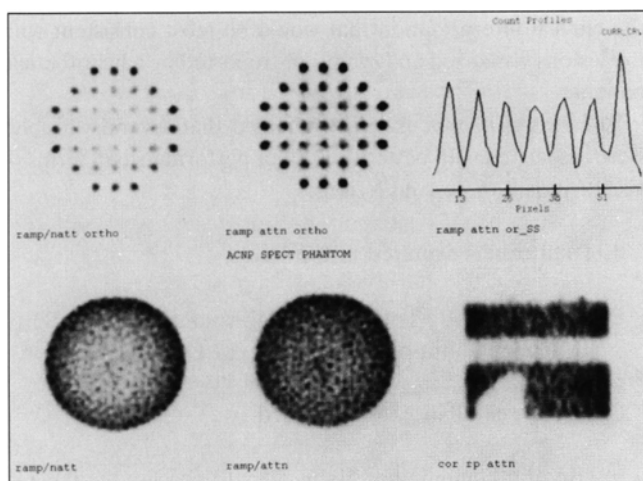 Count Profiles
CURR_CRV
13 26 38 51
Pixels
ramp/natt ortho
ramp attn ortho
ramp attn or_SS
ACNP SPECT PHANTOM
ramp/natt
ramp/attn
cor rp attn